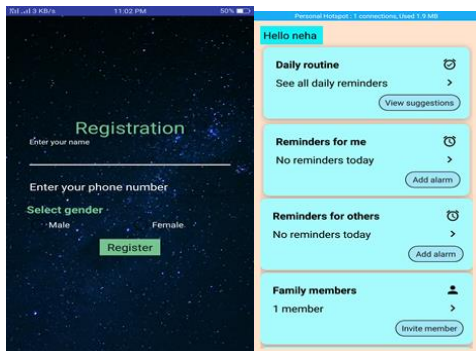 3 KB/s 11:02 PM 50%
Registration
Enter your name
Enter your phone number
Select gender
Male Female
Register
Personal Hotspot: 1 connections, Used 1.9 MB
Hello neha
Daily routine
See all daily reminders >
View suggestions
Reminders for me
No reminders today >
Add alarm
Reminders for others
No reminders today >
Add alarm
Family members
1 member >
Invite member